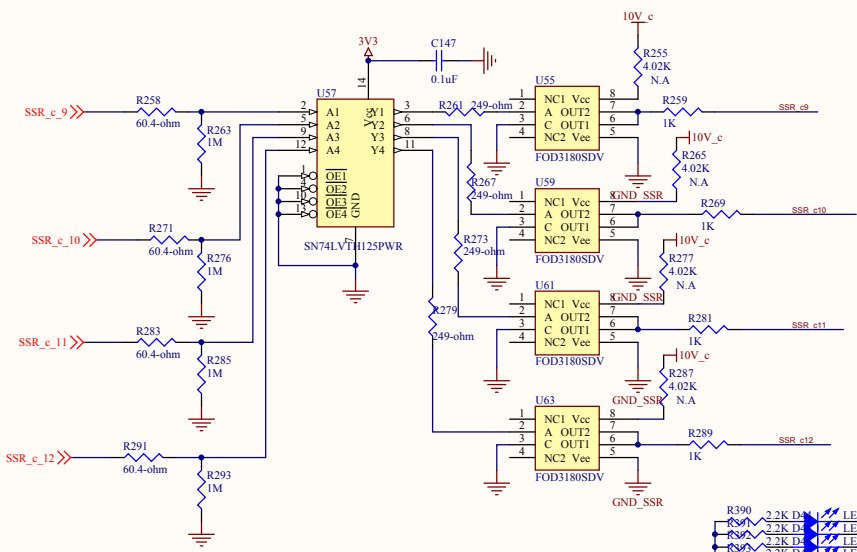 10V_c
3V3
C147
0.1uF
R255
4.02K
N.A
U55
R258
60.4-ohm
SSR_c_9
R263
1M
U57
14
2 A1 Vcc Y1 3
5 A2 Y2 6
9 A3 Y3 8
12 A4 Y4 11
1 OE1
4 OE2
10 OE3
13 OE4
GND
7
SN74LVTH125PWR
R261 249-ohm
1 NC1 Vcc 8
2 A OUT2 7
3 C OUT1 6
4 NC2 Vee 5
FOD3180SDV
R259
1K
SSR_c9
10V_c
R265
4.02K
N.A
GND_SSR
R267
249-ohm
U59
1 NC1 Vcc 8
2 A OUT2 7
3 C OUT1 6
4 NC2 Vee 5
FOD3180SDV
R269
1K
SSR_c10
SSR_c_10
R271
60.4-ohm
R276
1M
R273
249-ohm
10V_c
R277
4.02K
N.A
GND_SSR
U61
1 NC1 Vcc 8
2 A OUT2 7
3 C OUT1 6
4 NC2 Vee 5
FOD3180SDV
R281
1K
SSR_c11
R279
249-ohm
SSR_c_11
R283
60.4-ohm
R285
1M
10V_c
R287
4.02K
N.A
GND_SSR
U63
1 NC1 Vcc 8
2 A OUT2 7
3 C OUT1 6
4 NC2 Vee 5
FOD3180SDV
R289
1K
SSR_c12
GND_SSR
SSR_c_12
R291
60.4-ohm
R293
1M
R390
2.2K
R391
2.2K
R392
2.2K
R393